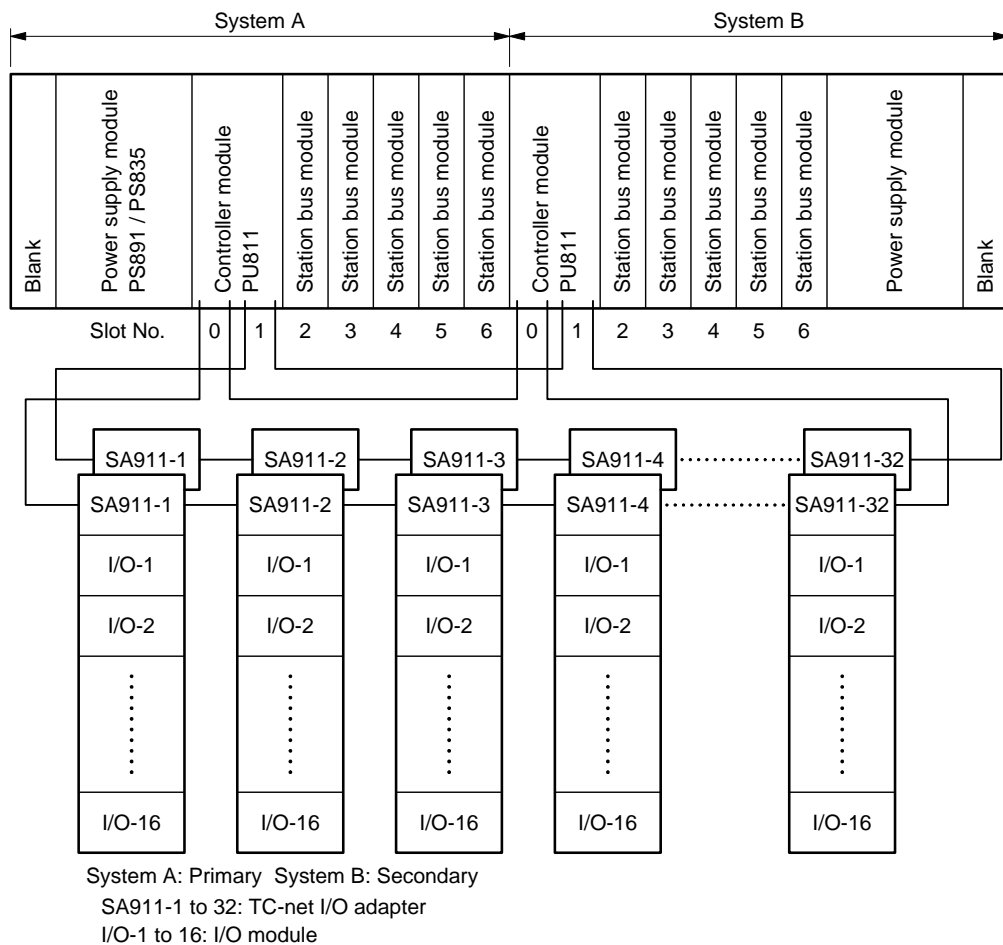 System A System B
Blank
Power supply module
PS891 / PS835
Controller module
PU811
Station bus module
Station bus module
Station bus module
Station bus module
Station bus module
Controller module
PU811
Station bus module
Station bus module
Station bus module
Station bus module
Station bus module
Power supply module
Blank
Slot No. 0 1 2 3 4 5 6 0 1 2 3 4 5 6
SA911-1 SA911-2 SA911-3 SA911-4 SA911-32
SA911-1 SA911-2 SA911-3 SA911-4 SA911-32
I/O-1 I/O-1 I/O-1 I/O-1 I/O-1
I/O-2 I/O-2 I/O-2 I/O-2 I/O-2
I/O-16 I/O-16 I/O-16 I/O-16 I/O-16
System A: Primary System B: Secondary
SA911-1 to 32: TC-net I/O adapter
I/O-1 to 16: I/O module